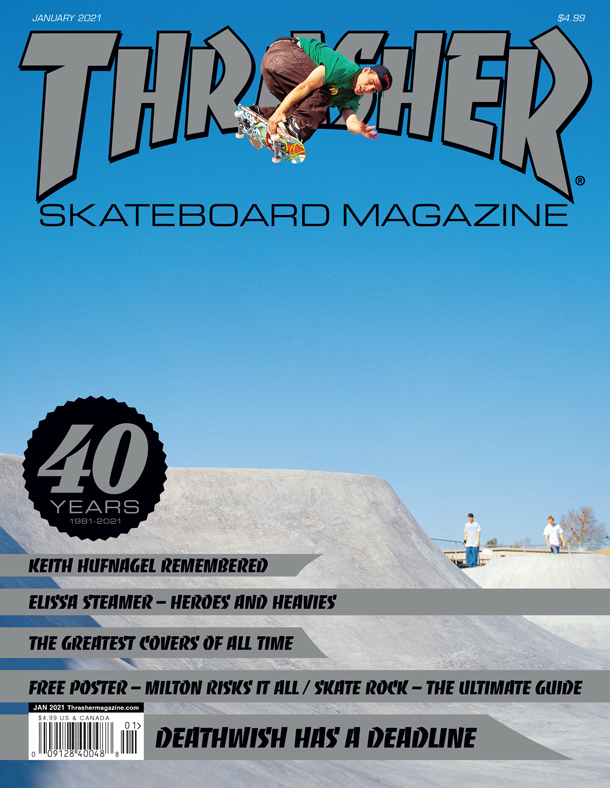 JANUARY 2021
$4.99
THRASHER
®
SKATEBOARD MAGAZINE
40
YEARS
1981-2021
KEITH HUFNAGEL REMEMBERED
ELISSA STEAMER – HEROES AND HEAVIES
THE GREATEST COVERS OF ALL TIME
FREE POSTER – MILTON RISKS IT ALL / SKATE ROCK – THE ULTIMATE GUIDE
JAN 2021 Thrashermagazine.com
$4.99 US & CANADA
01>
0 09128 40048 8
DEATHWISH HAS A DEADLINE